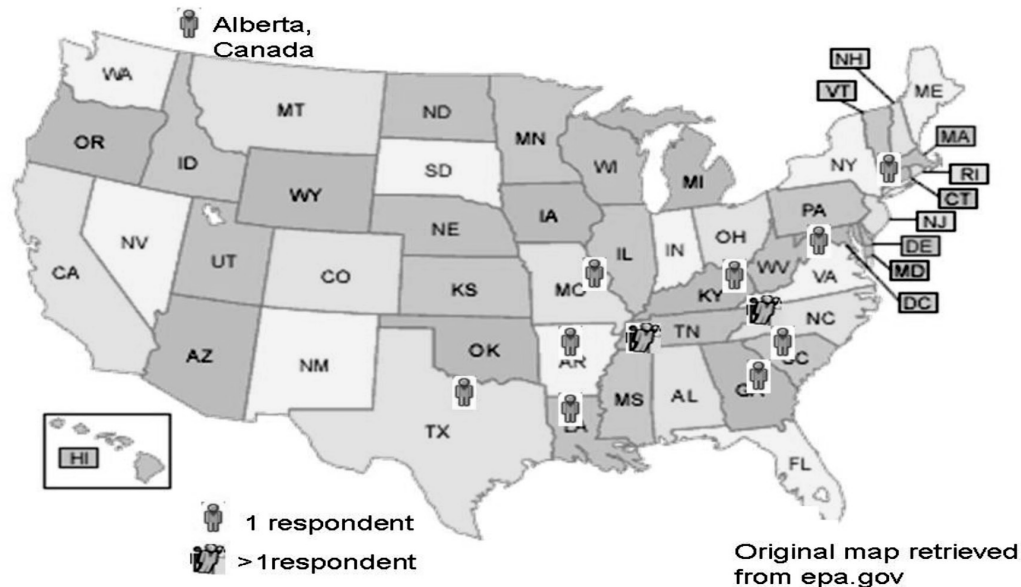 Alberta,
Canada
WA
MT
ND
MN
OR
ID
WY
SD
WI
MI
NH
VT
ME
NY
MA
RI
CT
NJ
DE
MD
DC
PA
NV
UT
CO
NE
IA
KS
MO
IL
IN
OH
WV
VA
KY
CA
AZ
NM
OK
AR
TN
NC
SC
TX
LA
MS
AL
GA
FL
HI
1 respondent
>1respondent
Original map retrieved
from epa.gov